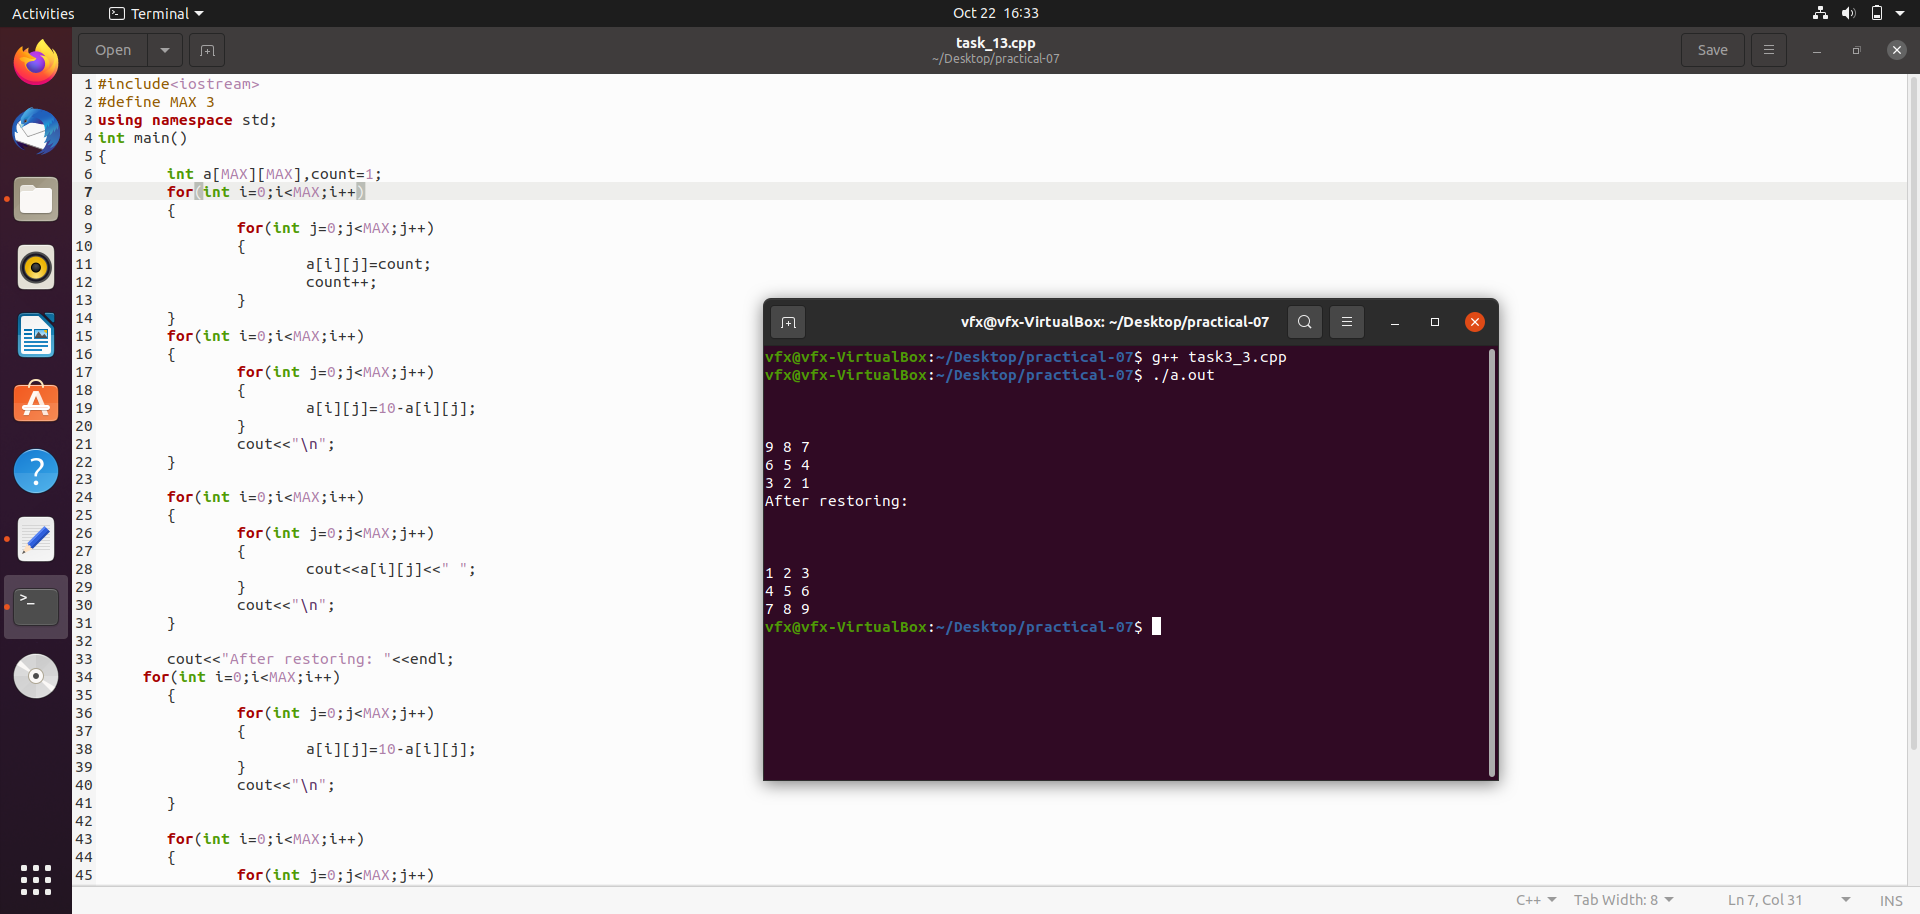 Activities
Terminal
Oct 22 16:33
Open
task_13.cpp
~/Desktop/practical-07
Save
1 #include<iostream>
2 #define MAX 3
3 using namespace std;
4 int main()
5 {
6 int a[MAX][MAX],count=1;
7 for(int i=0;i<MAX;i++)
8 {
9 for(int j=0;j<MAX;j++)
10 {
11 a[i][j]=count;
12 count++;
13 }
14 }
15 for(int i=0;i<MAX;i++)
16 {
17 for(int j=0;j<MAX;j++)
18 {
19 a[i][j]=10-a[i][j];
20 }
21 cout<<"\n";
22 }
23
24 for(int i=0;i<MAX;i++)
25 {
26 for(int j=0;j<MAX;j++)
27 {
28 cout<<a[i][j]<<" ";
29 }
30 cout<<"\n";
31 }
32
33 cout<<"After restoring: "<<endl;
34 for(int i=0;i<MAX;i++)
35 {
36 for(int j=0;j<MAX;j++)
37 {
38 a[i][j]=10-a[i][j];
39 }
40 cout<<"\n";
41 }
42
43 for(int i=0;i<MAX;i++)
44 {
45 for(int j=0;j<MAX;j++)
vfx@vfx-VirtualBox: ~/Desktop/practical-07
vfx@vfx-VirtualBox:~/Desktop/practical-07$ g++ task3_3.cpp
vfx@vfx-VirtualBox:~/Desktop/practical-07$ ./a.out
9 8 7
6 5 4
3 2 1
After restoring:
1 2 3
4 5 6
7 8 9
vfx@vfx-VirtualBox:~/Desktop/practical-07$
C++
Tab Width: 8
Ln 7, Col 31
INS